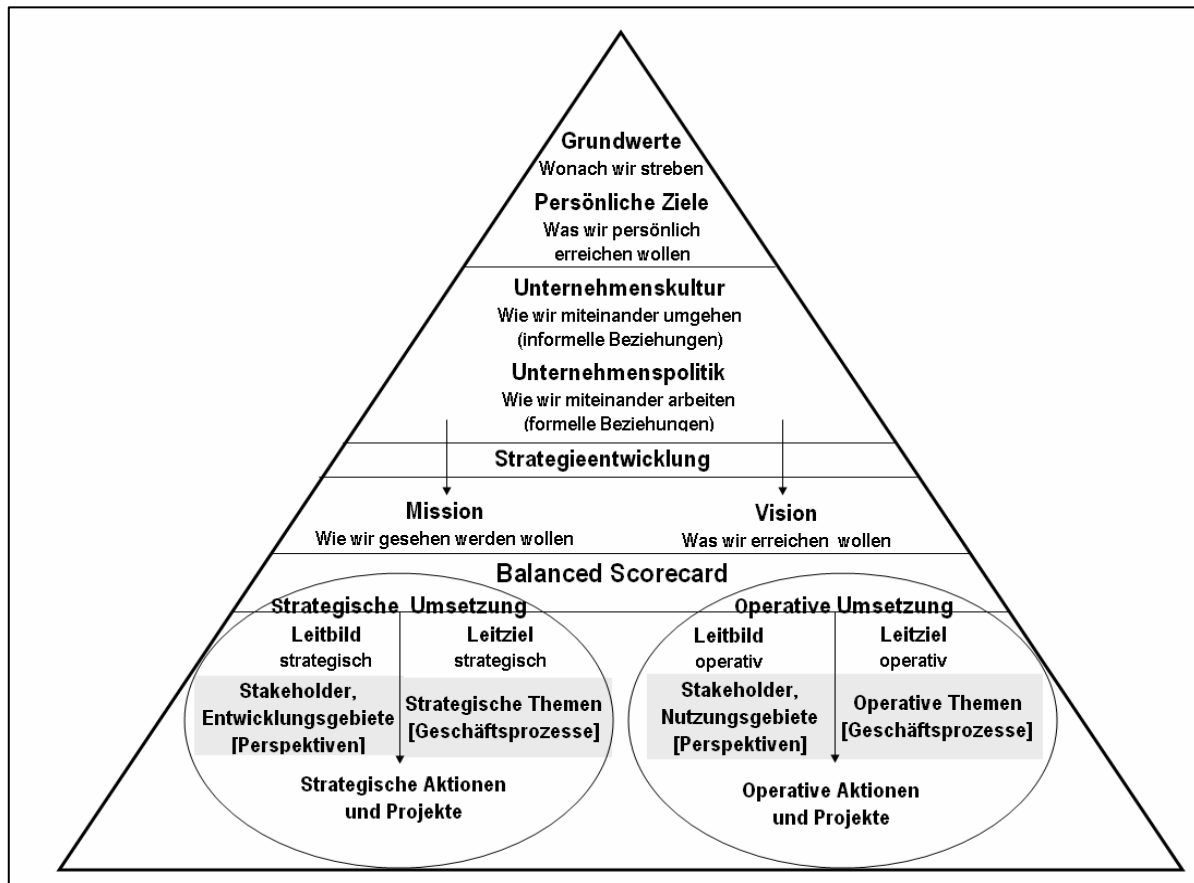 Grundwerte
Wonach wir streben
Persönliche Ziele
Was wir persönlich
erreichen wollen
Unternehmenskultur
Wie wir miteinander umgehen
(informelle Beziehungen)
Unternehmenspolitik
Wie wir miteinander arbeiten
(formelle Beziehungen)
Strategieentwicklung
Mission
Wie wir gesehen werden wollen
Vision
Was wir erreichen wollen
Balanced Scorecard
Strategische Umsetzung
Leitbild
strategisch
Leitziel
strategisch
Stakeholder,
Entwicklungsgebiete
[Perspektiven]
Strategische Themen
[Geschäftsprozesse]
Strategische Aktionen
und Projekte
Operative Umsetzung
Leitbild
operativ
Leitziel
operativ
Stakeholder,
Nutzungsgebiete
[Perspektiven]
Operative Themen
[Geschäftsprozesse]
Operative Aktionen
und Projekte